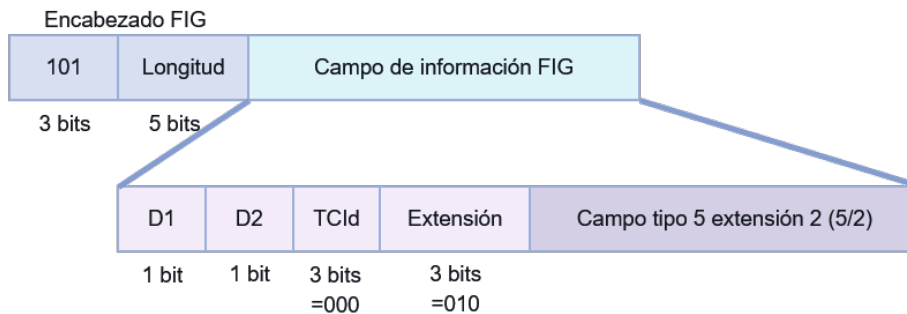 Encabezado FIG
101 Longitud Campo de información FIG
3 bits 5 bits
D1 D2 TCId Extensión Campo tipo 5 extensión 2 (5/2)
1 bit 1 bit 3 bits 3 bits
=000 =010